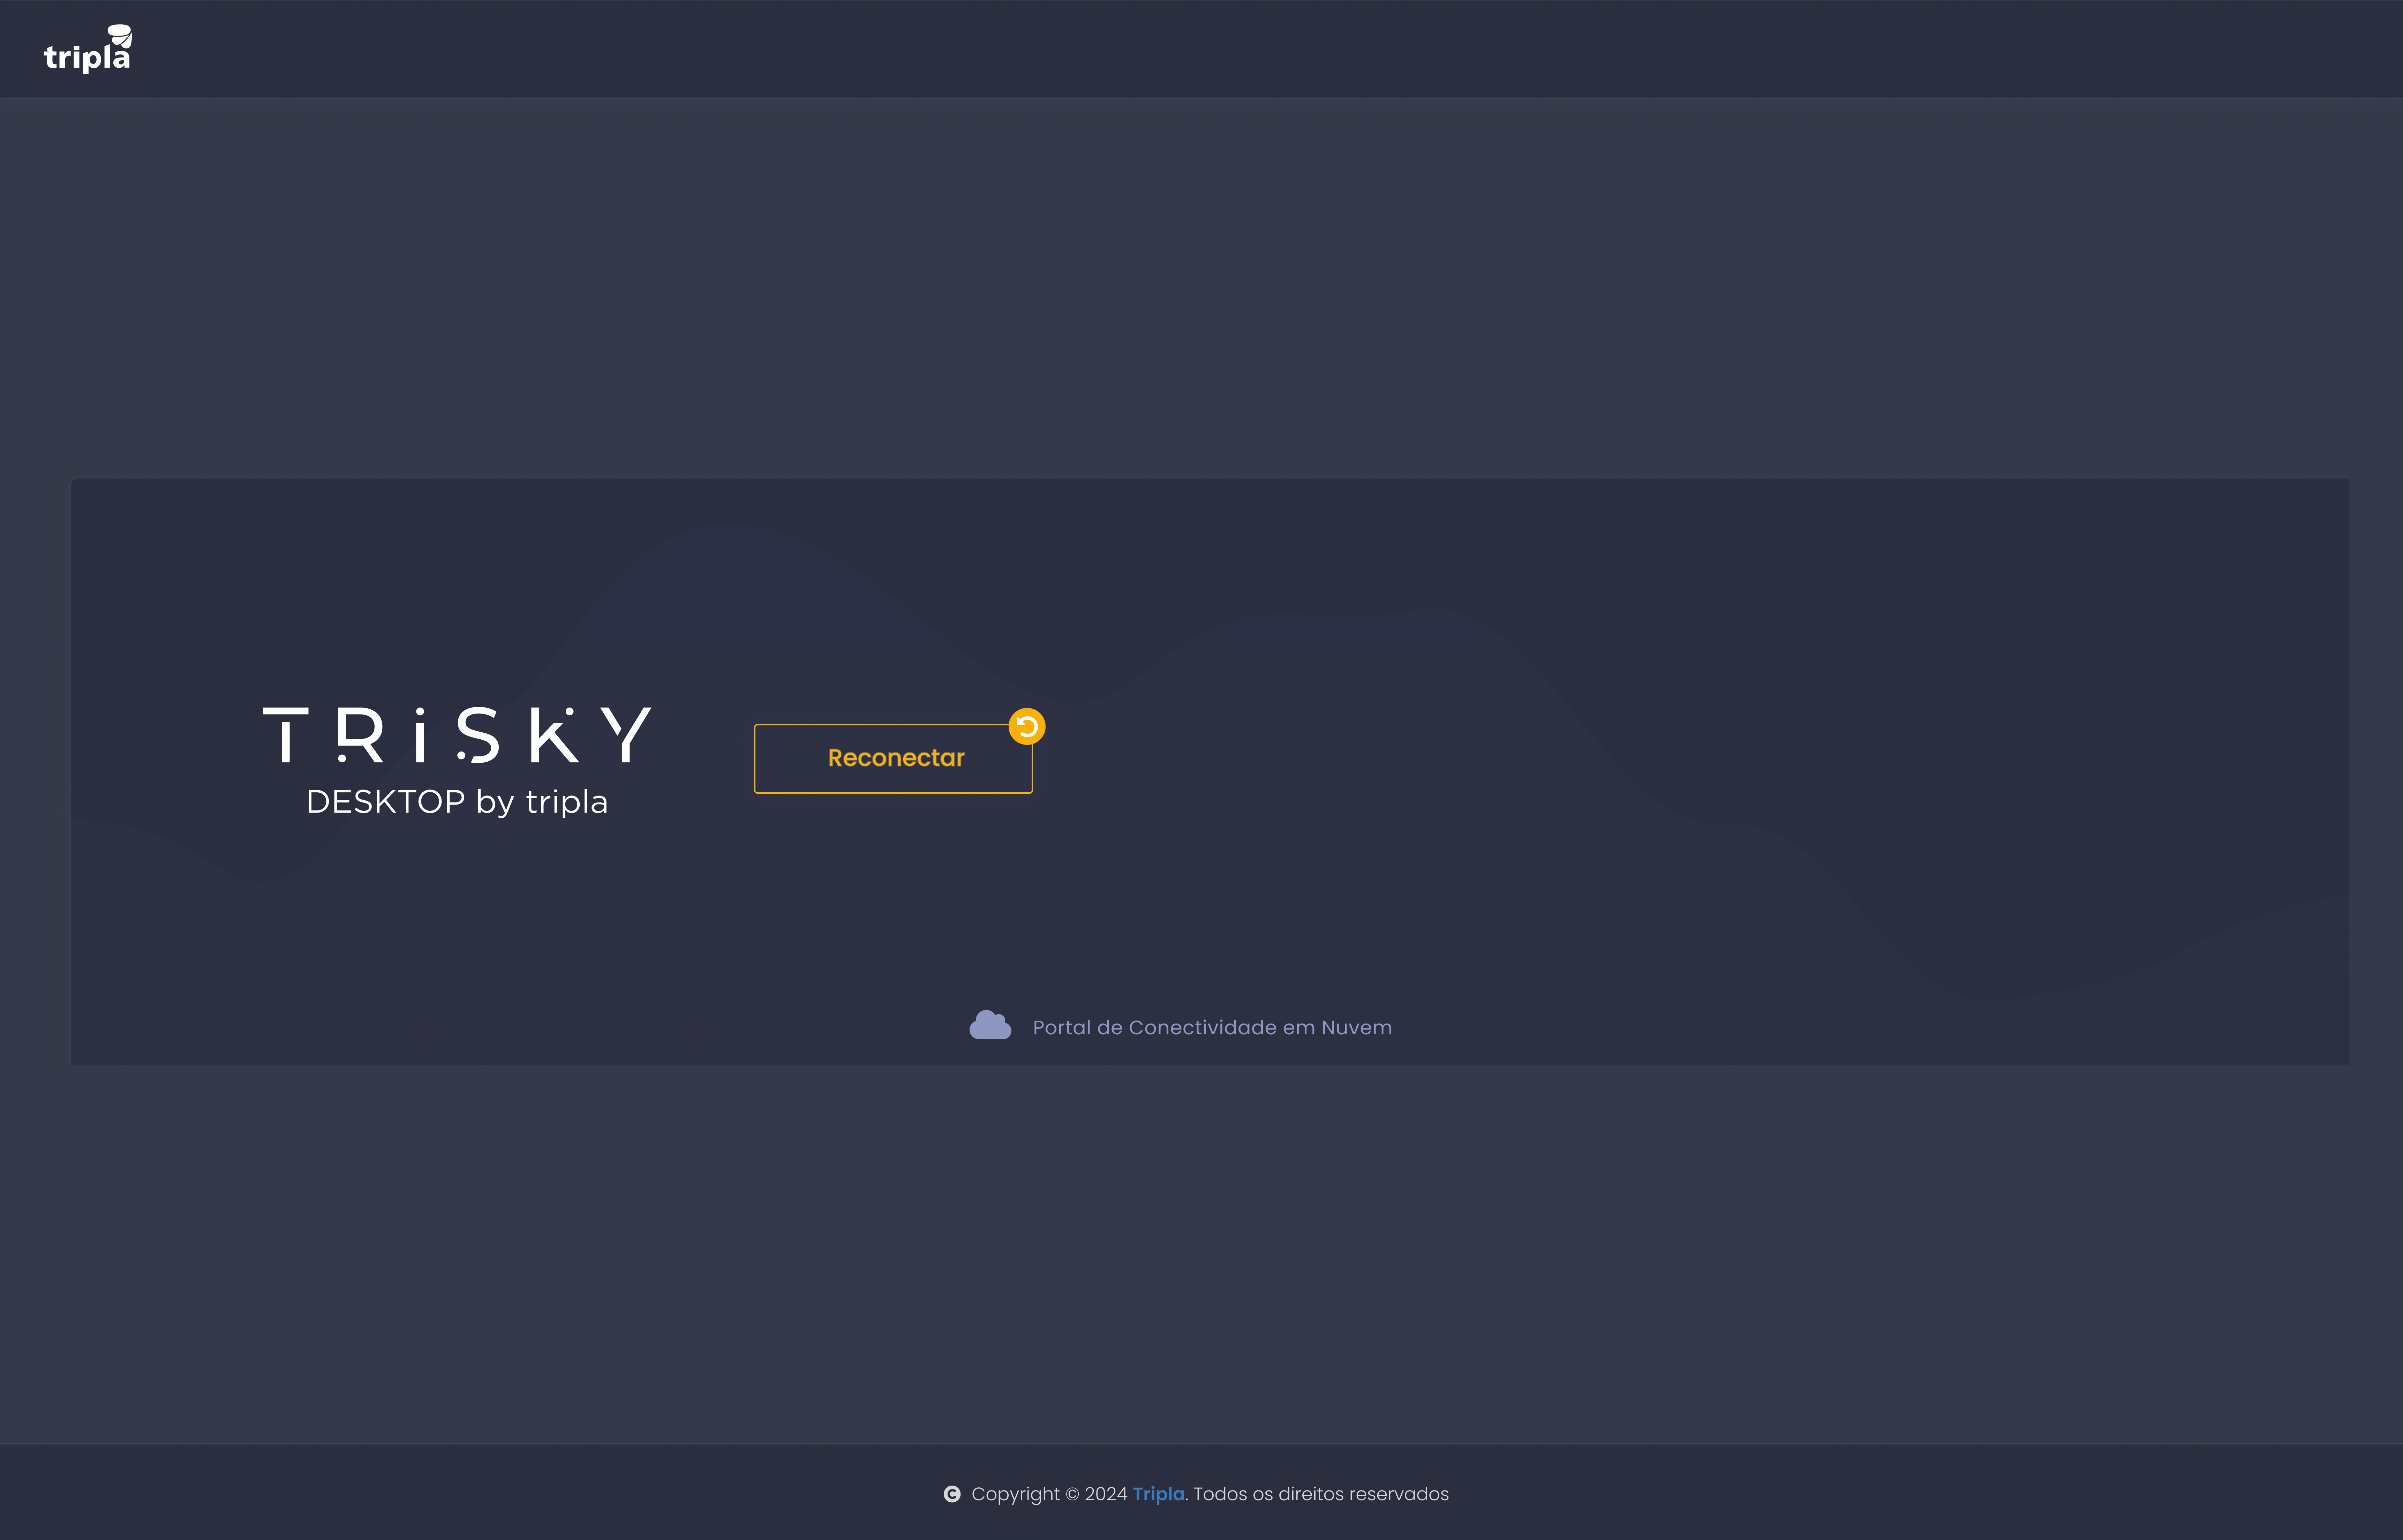 tripla
TRiSKY
DESKTOP by tripla
Reconectar
Portal de Conectividade em Nuvem
Copyright © 2024 Tripla. Todos os direitos reservados